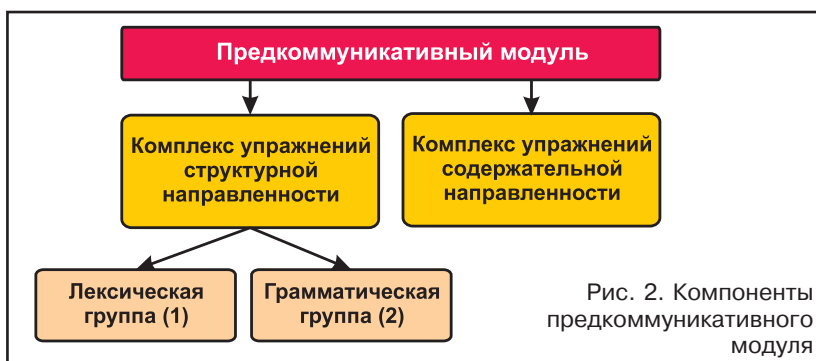 Предкоммуникативный модуль
Комплекс упражнений
структурной
направленности
Комплекс упражнений
содержательной
направленности
Лексическая
группа (1)
Грамматическая
группа (2)
Рис. 2. Компоненты
предкоммуникативного
модуля